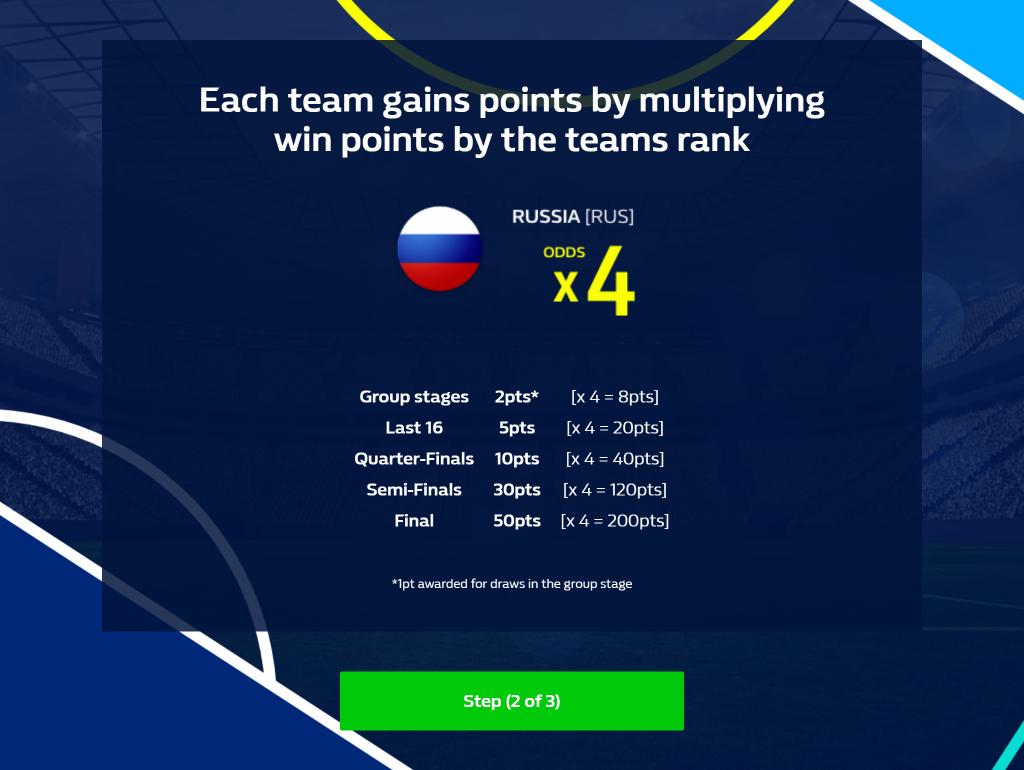 Each team gains points by multiplying
win points by the teams rank
RUSSIA [RUS]
ODDS
x 4
Group stages 2pts* [x 4 = 8pts]
Last 16 5pts [x 4 = 20pts]
Quarter-Finals 10pts [x 4 = 40pts]
Semi-Finals 30pts [x 4 = 120pts]
Final 50pts [x 4 = 200pts]
*1pt awarded for draws in the group stage
Step (2 of 3)